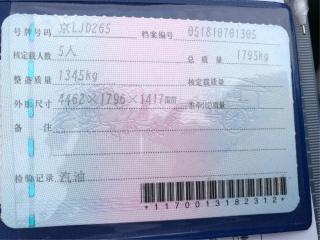 号牌号码 京LJD265 档案编号 051810701305
核定载人数 5人 总 质 量 1795kg
整备质量 1345kg 核定载质量
外廓尺寸 4462×1796×1417mm 准牵引总质量
备 注
检验记录 汽油
*1170013182312*